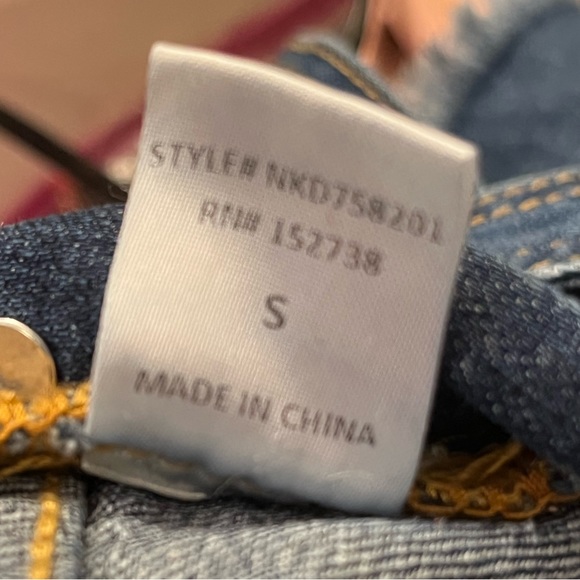 STYLE# NKD758201
RN# 152738
S
MADE IN CHINA